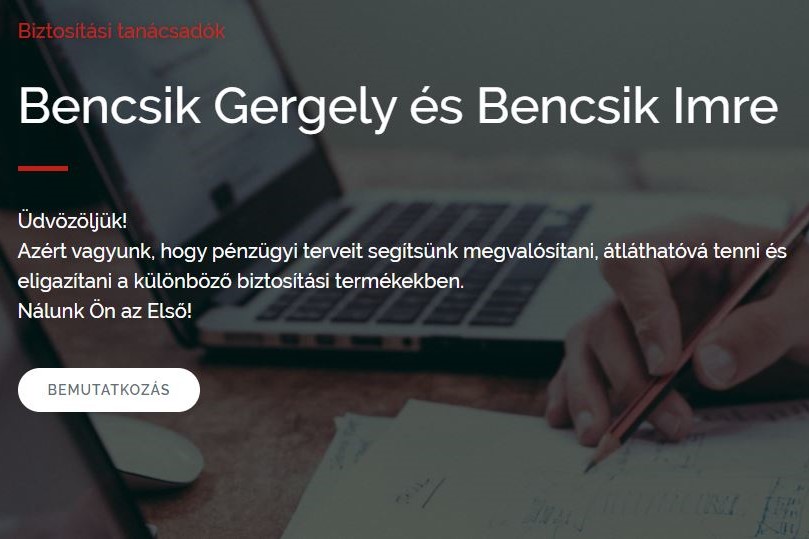 Biztosítási tanácsadók
Bencsik Gergely és Bencsik Imre
Üdvözöljük!
Azért vagyunk, hogy pénzügyi terveit segítsünk megvalósítani, átláthatóvá tenni és
eligazítani a különböző biztosítási termékekben.
Nálunk Ön az Első!
BEMUTATKOZÁS